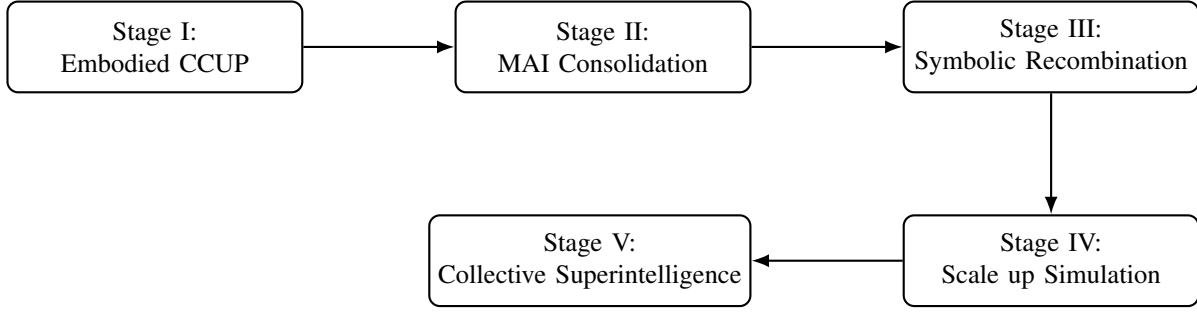 Stage I:
Embodied CCUP
Stage II:
MAI Consolidation
Stage III:
Symbolic Recombination
Stage IV:
Scale up Simulation
Stage V:
Collective Superintelligence